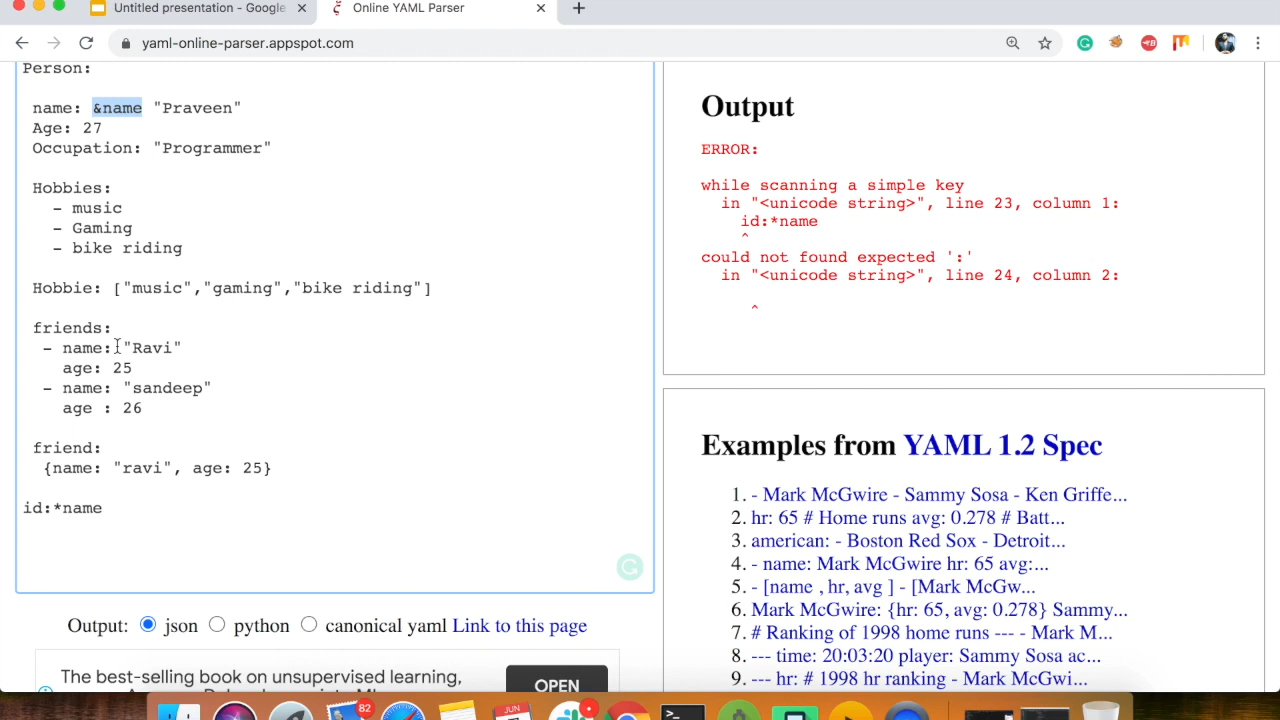 Untitled presentation - Google
Online YAML Parser
yaml-online-parser.appspot.com
Person:
name: &name "Praveen"
Age: 27
Occupation: "Programmer"
Hobbies:
- music
- Gaming
- bike riding
Hobbie: ["music","gaming","bike riding"]
friends:
- name: "Ravi"
age: 25
- name: "sandeep"
age : 26
friend:
{name: "ravi", age: 25}
id:*name
Output: json python canonical yaml Link to this page
The best-selling book on unsupervised learning,
OPEN
Output
ERROR:
while scanning a simple key
in "<unicode string>", line 23, column 1:
id:*name
^
could not found expected ':'
in "<unicode string>", line 24, column 2:
^
Examples from YAML 1.2 Spec
1. - Mark McGwire - Sammy Sosa - Ken Griffe...
2. hr: 65 # Home runs avg: 0.278 # Batt...
3. american: - Boston Red Sox - Detroit...
4. - name: Mark McGwire hr: 65 avg:...
5. - [name , hr, avg ] - [Mark McGw...
6. Mark McGwire: {hr: 65, avg: 0.278} Sammy...
7. # Ranking of 1998 home runs --- - Mark M...
8. --- time: 20:03:20 player: Sammy Sosa ac...
9. --- hr: # 1998 hr ranking - Mark McGwi...
82
JUN